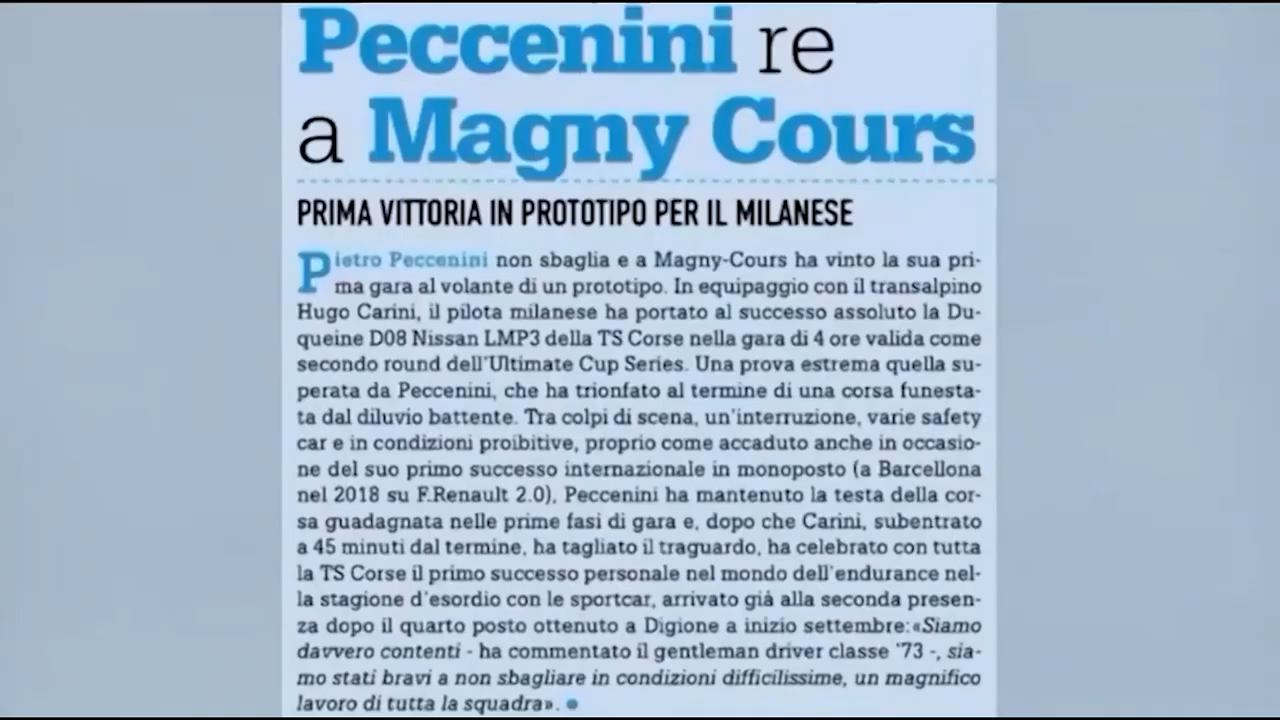 Peccenini re
a Magny Cours
PRIMA VITTORIA IN PROTOTIPO PER IL MILANESE
Pietro Peccenini non sbaglia e a Magny-Cours ha vinto la sua pri-
ma gara al volante di un prototipo. In equipaggio con il transalpino
Hugo Carini, il pilota milanese ha portato al successo assoluto la Du-
queine D08 Nissan LMP3 della TS Corse nella gara di 4 ore valida come
secondo round dell'Ultimate Cup Series. Una prova estrema quella su-
perata da Peccenini, che ha trionfato al termine di una corsa funesta-
ta dal diluvio battente. Tra colpi di scena, un'interruzione, varie safety
car e in condizioni proibitive, proprio come accaduto anche in occasio-
ne del suo primo successo internazionale in monoposto (a Barcellona
nel 2018 su F.Renault 2.0), Peccenini ha mantenuto la testa della cor-
sa guadagnata nelle prime fasi di gara e, dopo che Carini, subentrato
a 45 minuti dal termine, ha tagliato il traguardo, ha celebrato con tutta
la TS Corse il primo successo personale nel mondo dell'endurance nel-
la stagione d'esordio con le sportcar, arrivato già alla seconda presen-
za dopo il quarto posto ottenuto a Digione a inizio settembre:«Siamo
davvero contenti - ha commentato il gentleman driver classe '73 -, sia-
mo stati bravi a non sbagliare in condizioni difficilissime, un magnifico
lavoro di tutta la squadra».